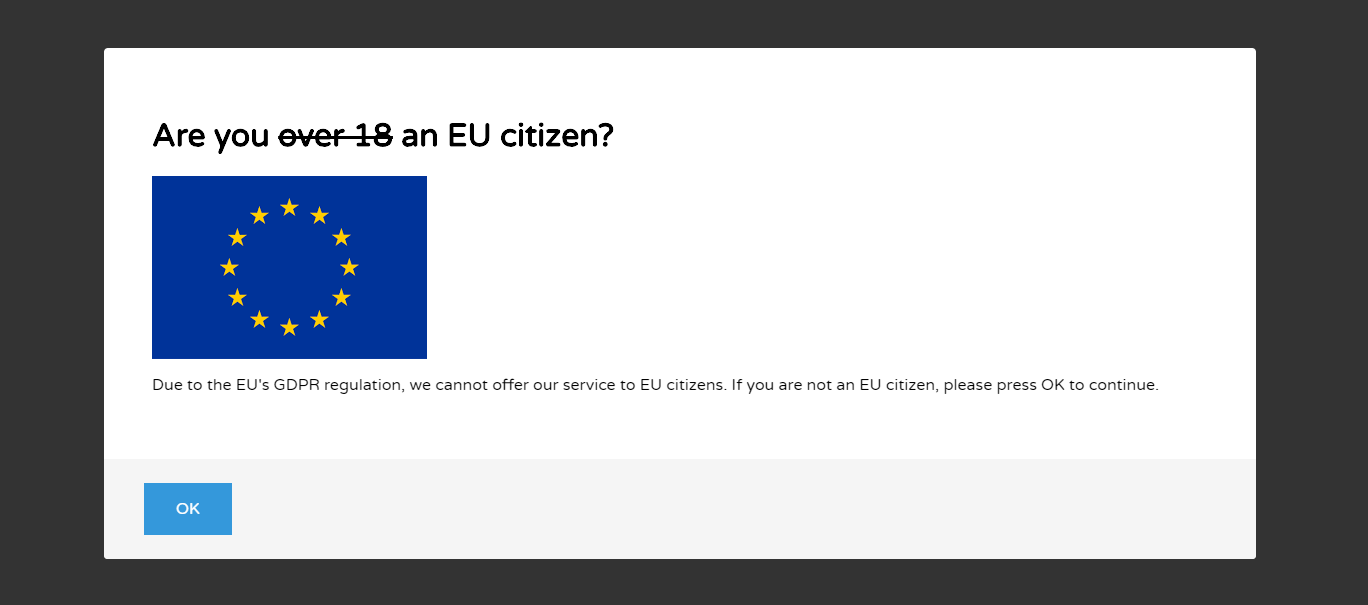 Are you over 18 an EU citizen?
Due to the EU's GDPR regulation, we cannot offer our service to EU citizens. If you are not an EU citizen, please press OK to continue.
OK